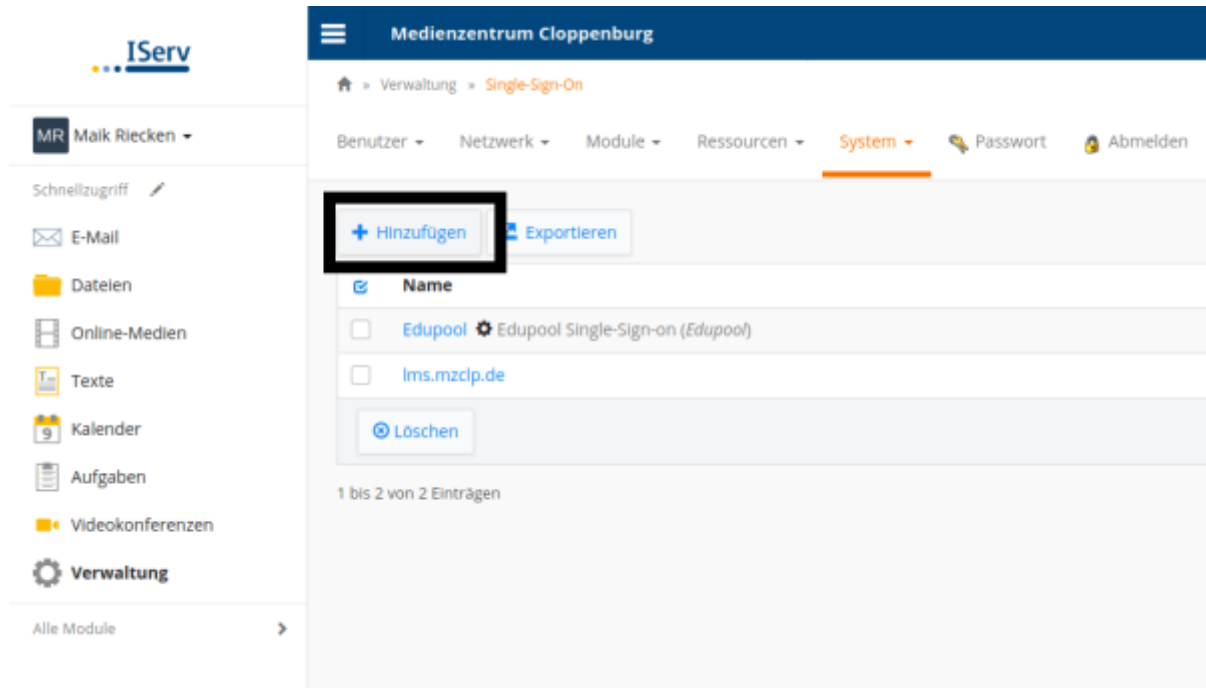 IServ
Medienzentrum Cloppenburg
» Verwaltung » Single-Sign-On
MR Maik Riecken
Benutzer Netzwerk Module Ressourcen System Passwort Abmelden
Schnellzugriff
E-Mail
Dateien
Online-Medien
Texte
9 Kalender
Aufgaben
Videokonferenzen
Verwaltung
Alle Module
+ Hinzufügen Exportieren
Name
Edupool Edupool Single-Sign-on (Edupool)
lms.mzclp.de
Löschen
1 bis 2 von 2 Einträgen